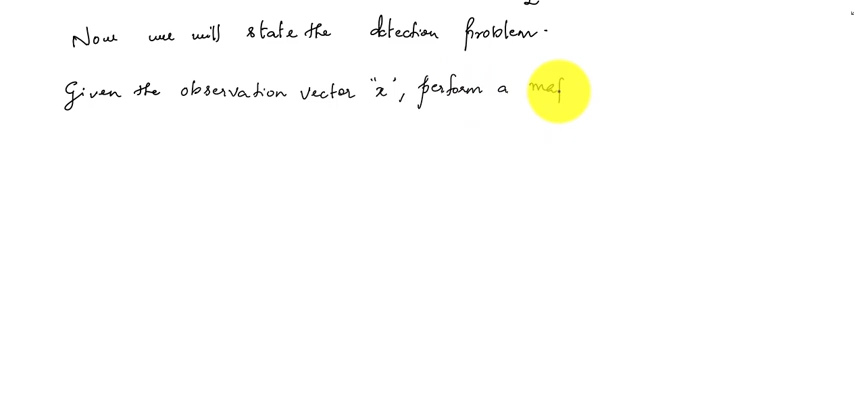 Now we will state the detection problem.
Given the observation vector "x", perform a